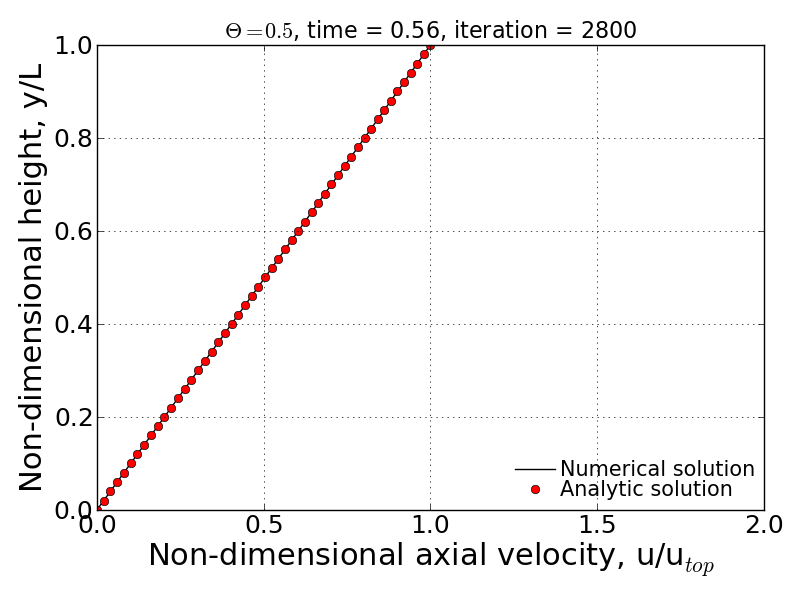 Θ = 0.5, time = 0.56, iteration = 2800
Non-dimensional height, y/L
1.0
0.8
0.6
0.4
0.2
0.0
0.0 0.5 1.0 1.5 2.0
Numerical solution
Analytic solution
Non-dimensional axial velocity, u/u_top